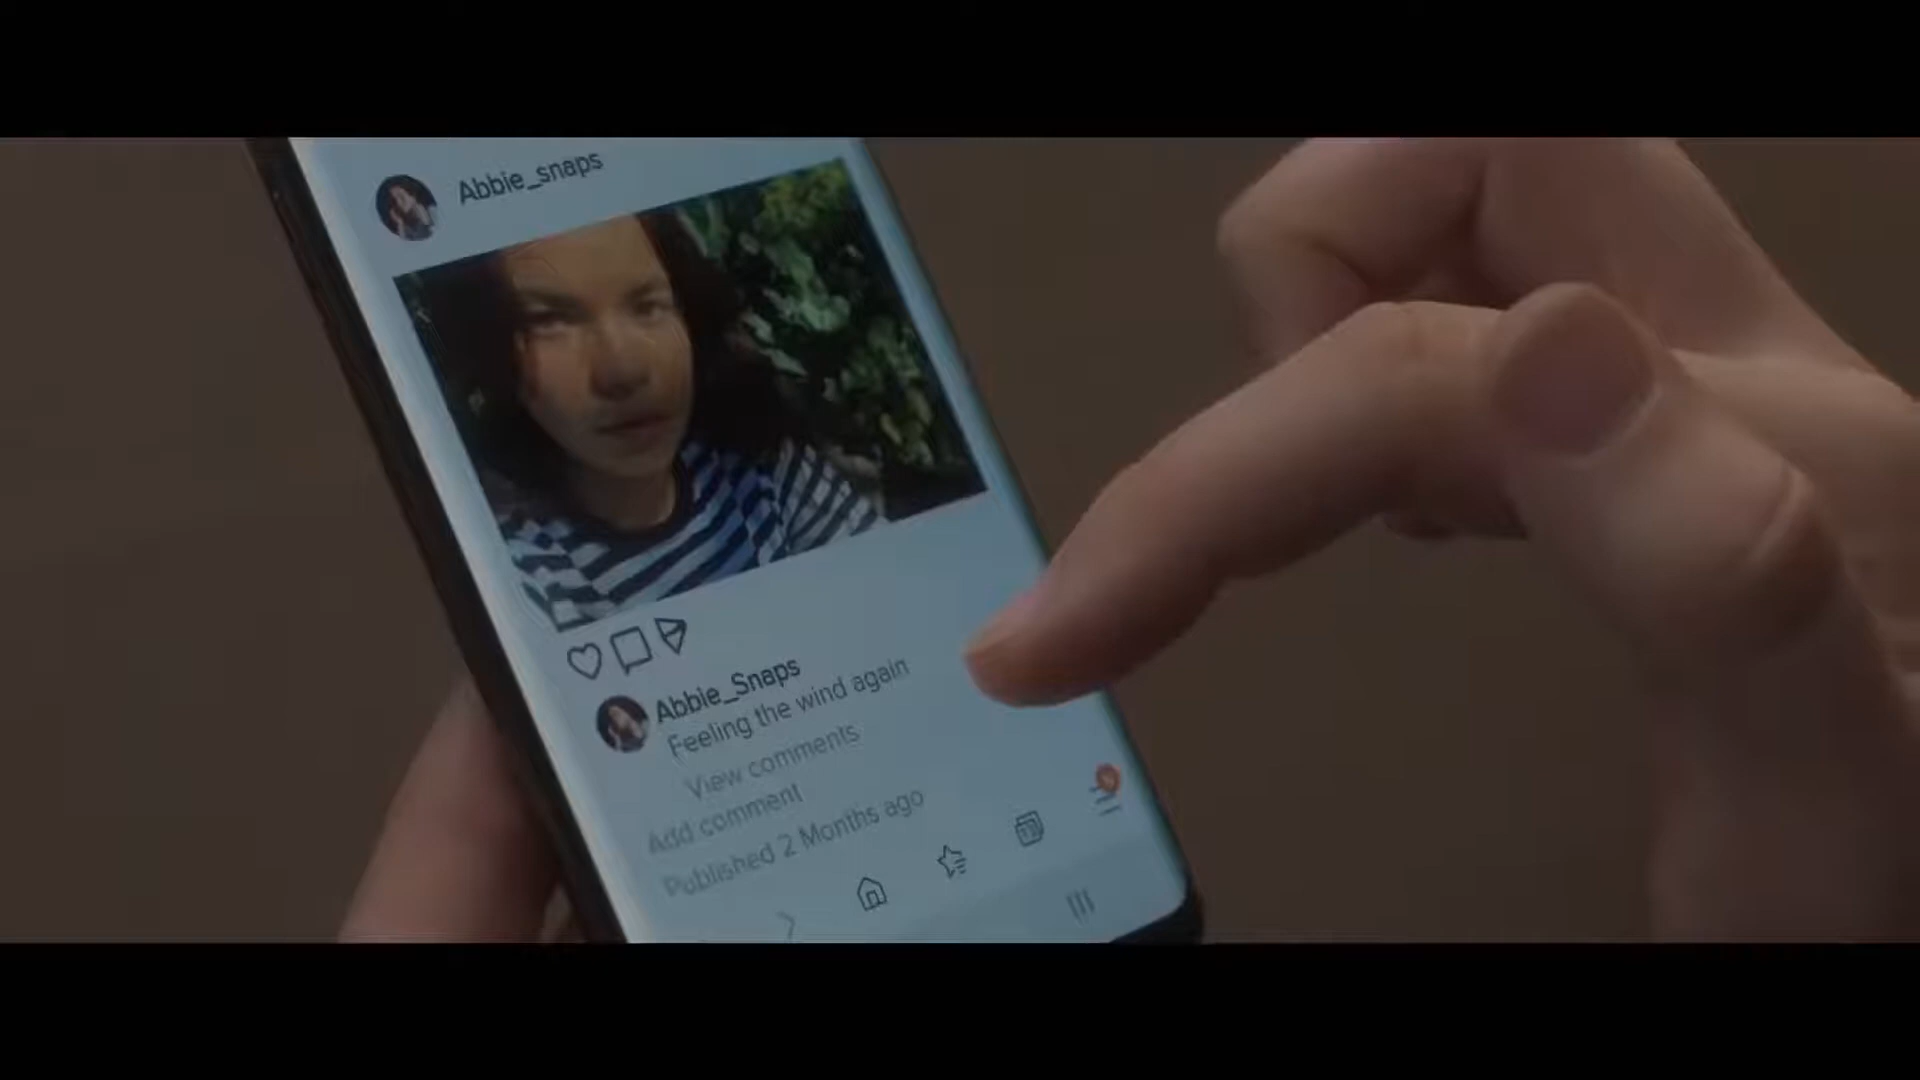 Abbie_snaps
Abbie_Snaps
Feeling the wind again
View comments
Add comment
Published 2 Months ago